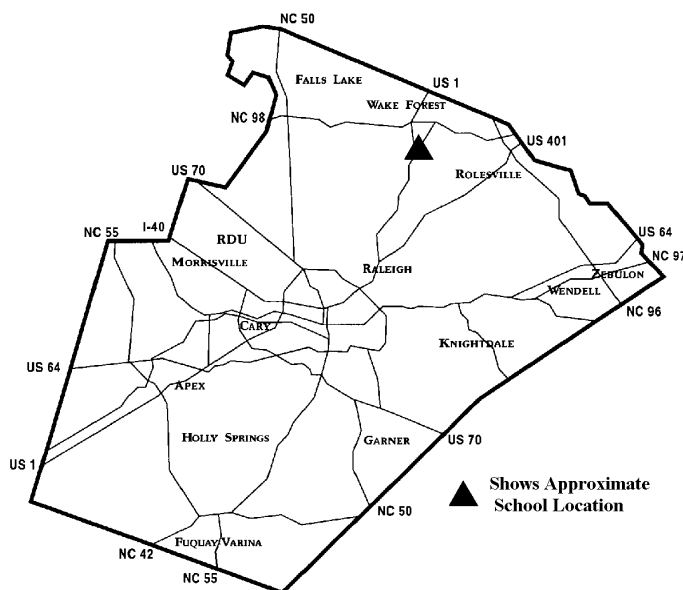 NC 50
FALLS LAKE
US 1
WAKE FOREST
NC 98
US 401
ROLESVILLE
US 70
NC 55
I-40
RDU
MORRISVILLE
RALEIGH
US 64
NC 97
ZEBULON
WENDELL
NC 96
CARY
KNIGHTDALE
US 64
APEX
HOLLY SPRINGS
GARNER
US 70
US 1
Shows Approximate
School Location
NC 50
FUQUAY-VARINA
NC 42
NC 55